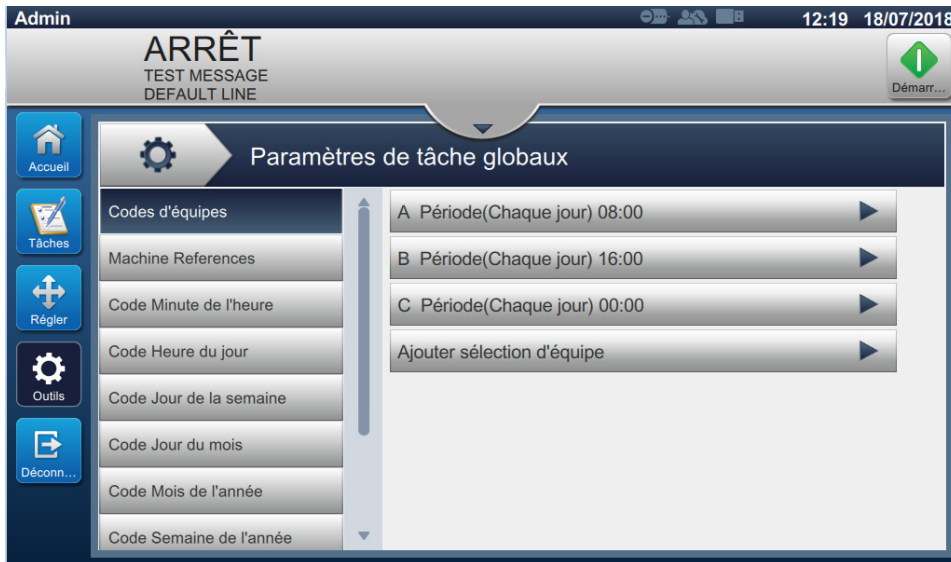 Admin
12:19 18/07/2018
ARRÊT
TEST MESSAGE
DEFAULT LINE
Démarr...
Accueil
Tâches
Régler
Outils
Déconn...
Paramètres de tâche globaux
Codes d'équipes
Machine References
Code Minute de l'heure
Code Heure du jour
Code Jour de la semaine
Code Jour du mois
Code Mois de l'année
Code Semaine de l'année
A Période(Chaque jour) 08:00
B Période(Chaque jour) 16:00
C Période(Chaque jour) 00:00
Ajouter sélection d'équipe